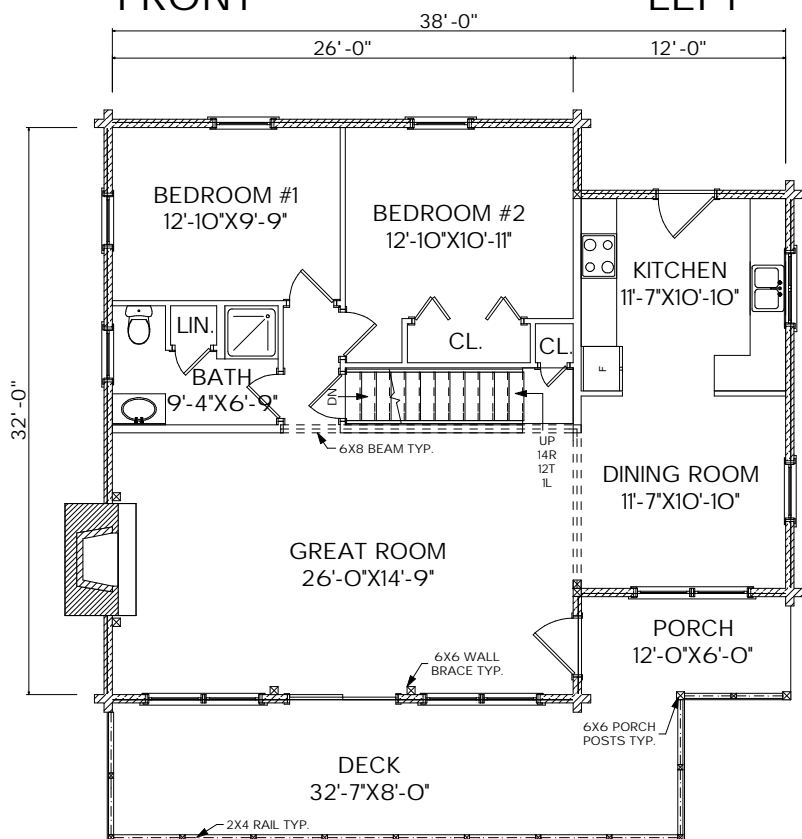 FRONT
LEFT
38'-0"
26'-0"
12'-0"
32'-0"
BEDROOM #1
12'-10"X9'-9"
BEDROOM #2
12'-10"X10'-11"
KITCHEN
11'-7"X10'-10"
LIN.
CL.
CL.
BATH
9'-4"X6'-9"
F
DN
UP
14R
12T
1L
6X8 BEAM TYP.
DINING ROOM
11'-7"X10'-10"
GREAT ROOM
26'-0"X14'-9"
PORCH
12'-0"X6'-0"
6X6 WALL
BRACE TYP.
6X6 PORCH
POSTS TYP.
DECK
32'-7"X8'-0"
2X4 RAIL TYP.